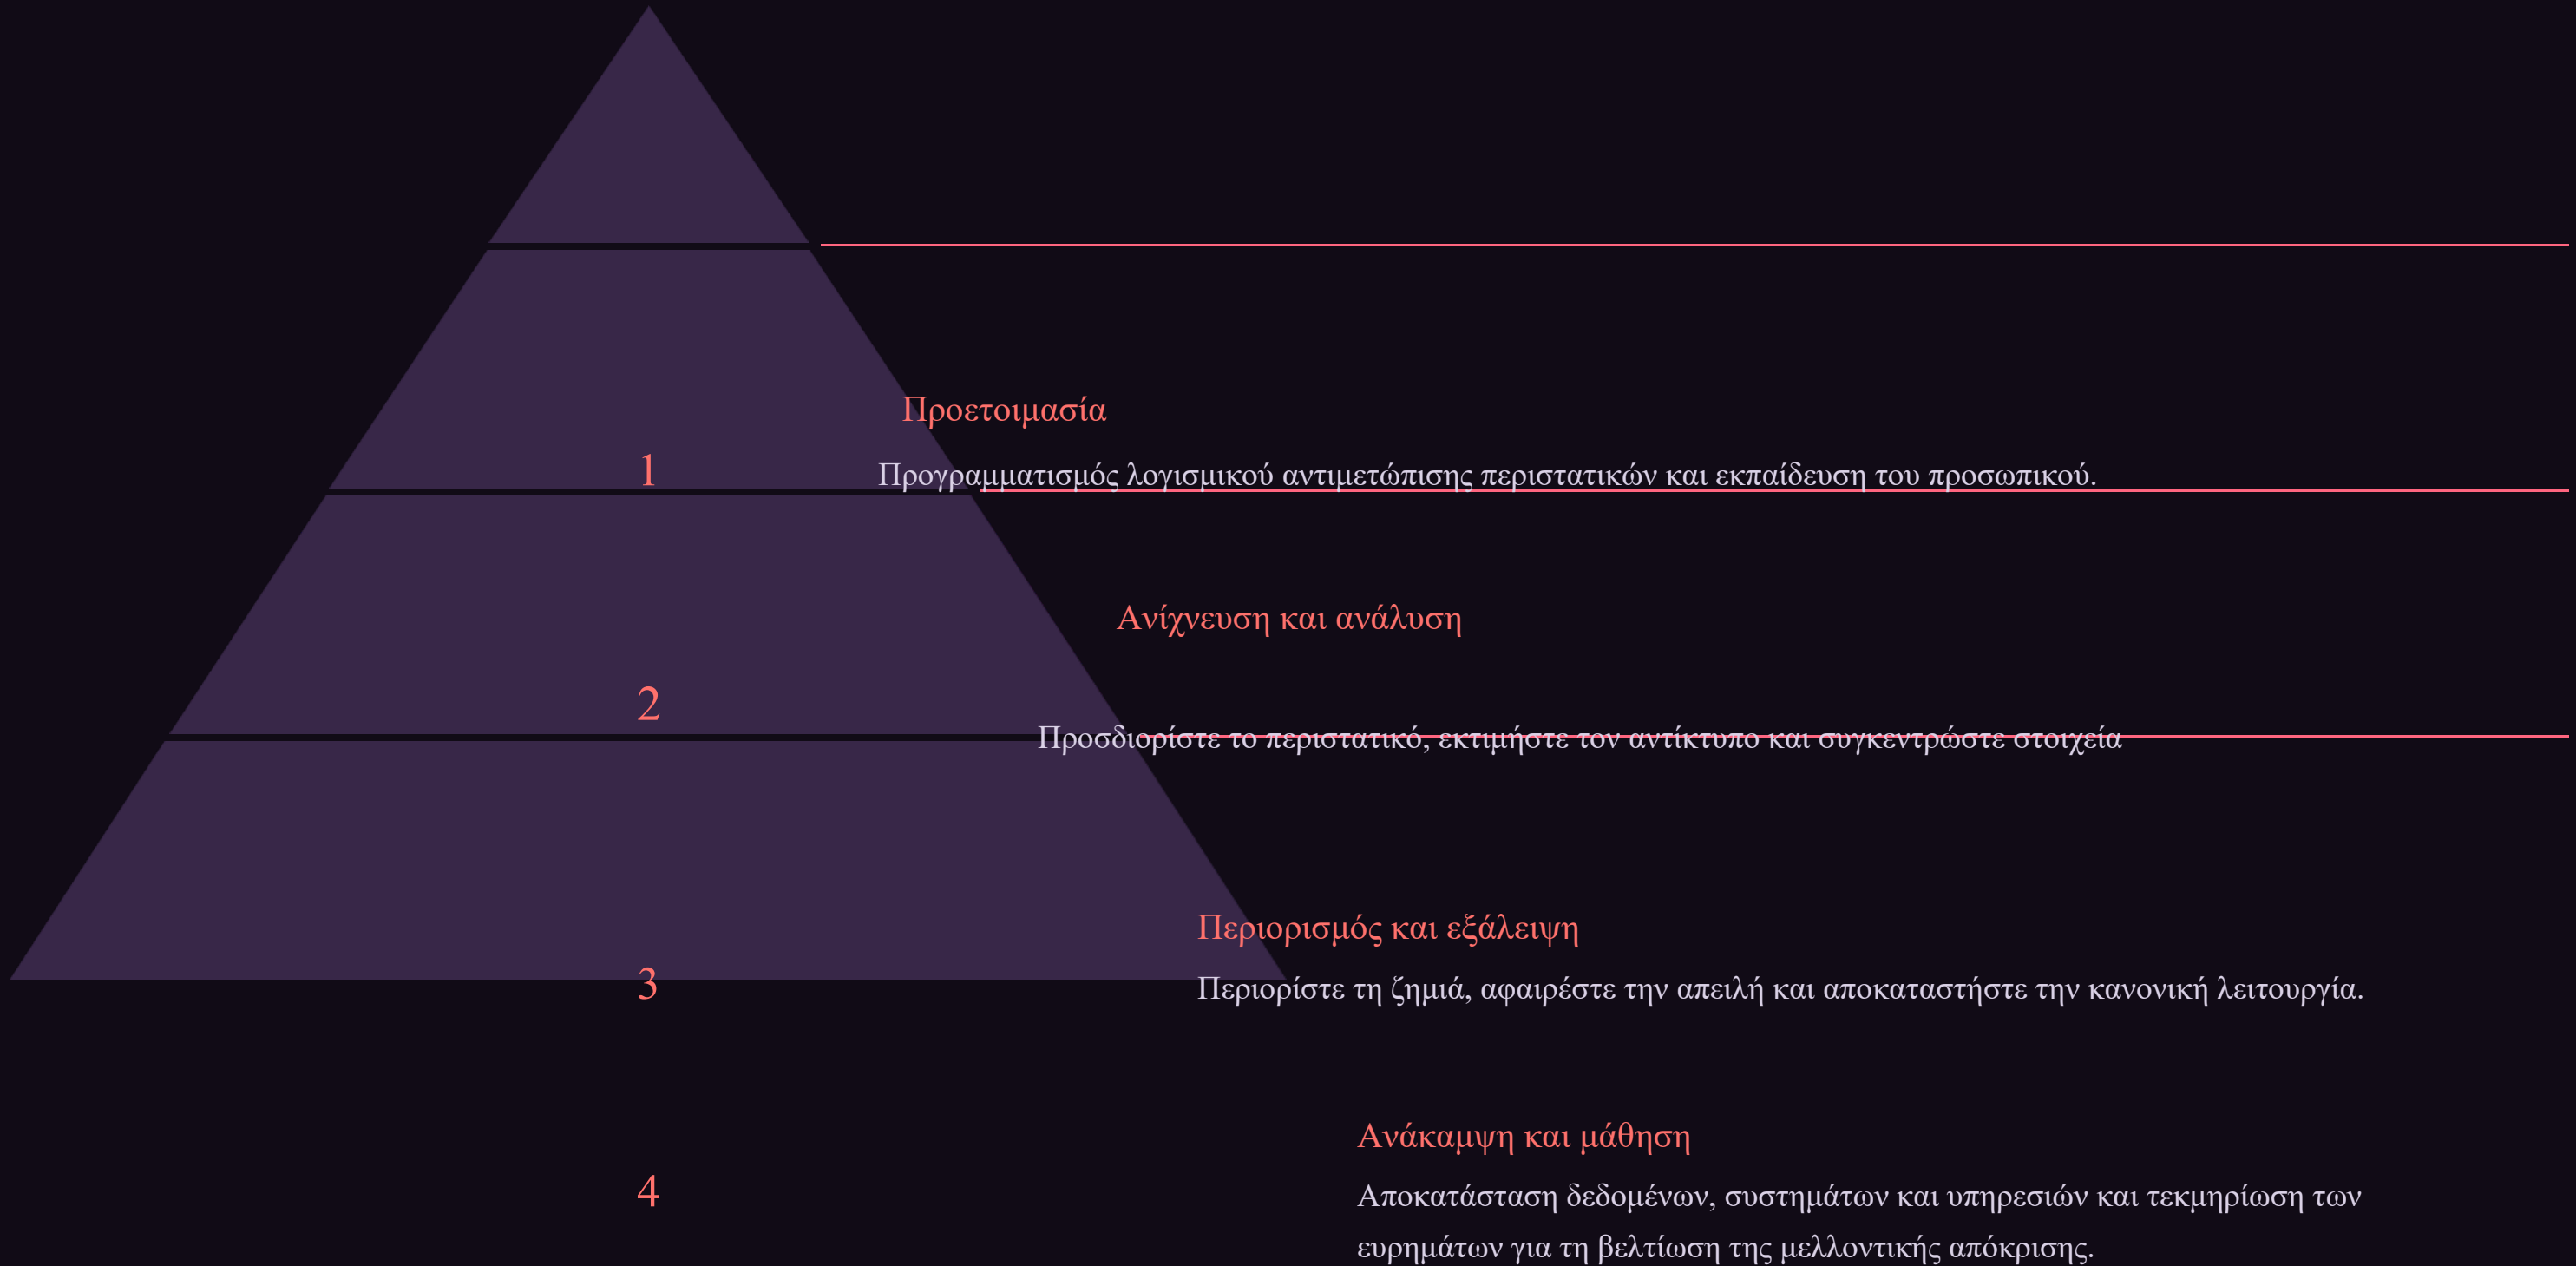 Προετοιμασία
1
Προγραμματισμός λογισμικού αντιμετώπισης περιστατικών και εκπαίδευση του προσωπικού.
Ανίχνευση και ανάλυση
2
Προσδιορίστε το περιστατικό, εκτιμήστε τον αντίκτυπο και συγκεντρώστε στοιχεία
Περιορισμός και εξάλειψη
3
Περιορίστε τη ζημιά, αφαιρέστε την απειλή και αποκαταστήστε την κανονική λειτουργία.
Ανάκαμψη και μάθηση
4
Αποκατάσταση δεδομένων, συστημάτων και υπηρεσιών και τεκμηρίωση των
ευρημάτων για τη βελτίωση της μελλοντικής απόκρισης.